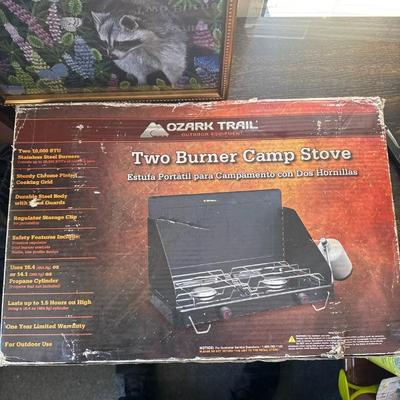 OZARK TRAIL
OUTDOOR EQUIPMENT
Two Burner Camp Stove
Estufa Portátil para Campamento con Dos Hornillas
Two 10,000 BTU
Stainless Steel Burners
Sturdy Chrome Plated
Cooking Grid
Durable Steel Body
with Guards
Regulator Storage Clip
for portability
Safety Features Include:
Uses 16.4 oz
or 14.1 oz
Propane Cylinder
Lasts up to 1.5 Hours on High
One Year Limited Warranty
For Outdoor Use